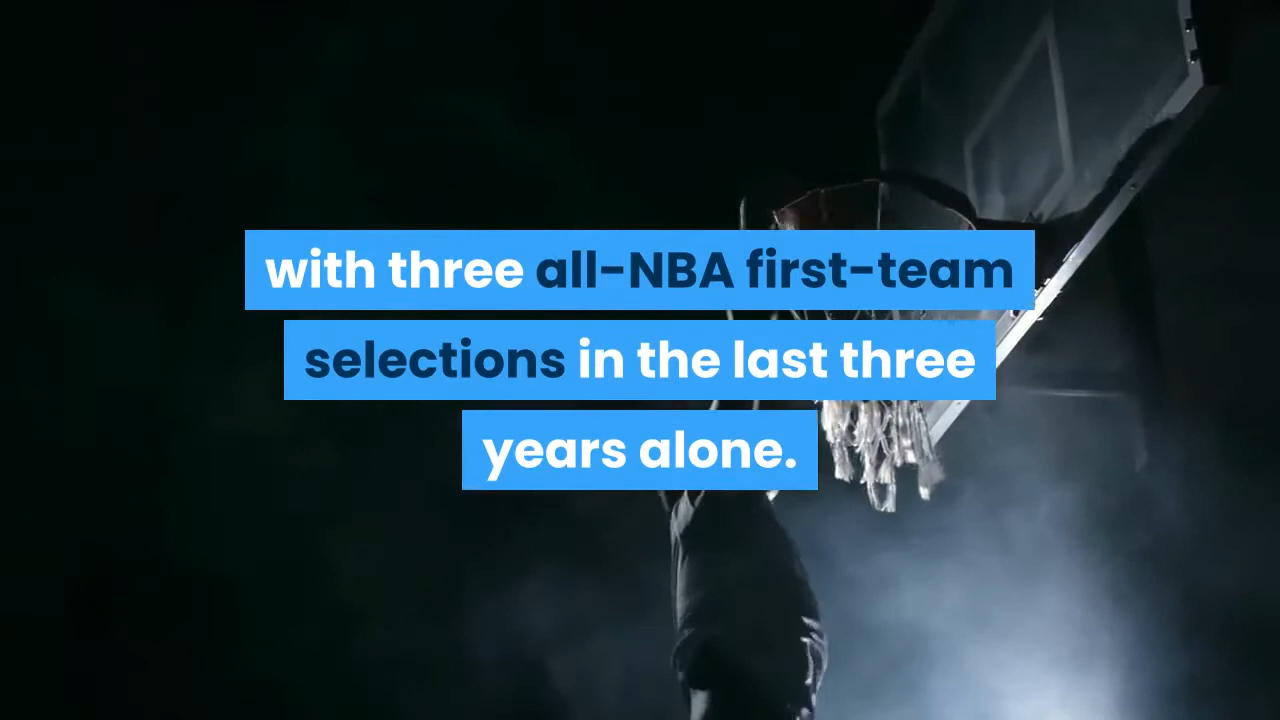 with three all-NBA first-team
selections in the last three
years alone.